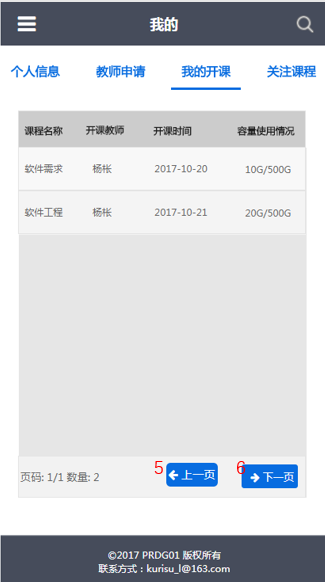 我的
个人信息 教师申请 我的开课 关注课程
课程名称 开课教师 开课时间 容量使用情况
软件需求 杨枨 2017-10-20 10G/500G
软件工程 杨枨 2017-10-21 20G/500G
页码: 1/1 数量: 2 5 上一页 6 下一页
©2017 PRDG01 版权所有
联系方式：kurisu_l@163.com